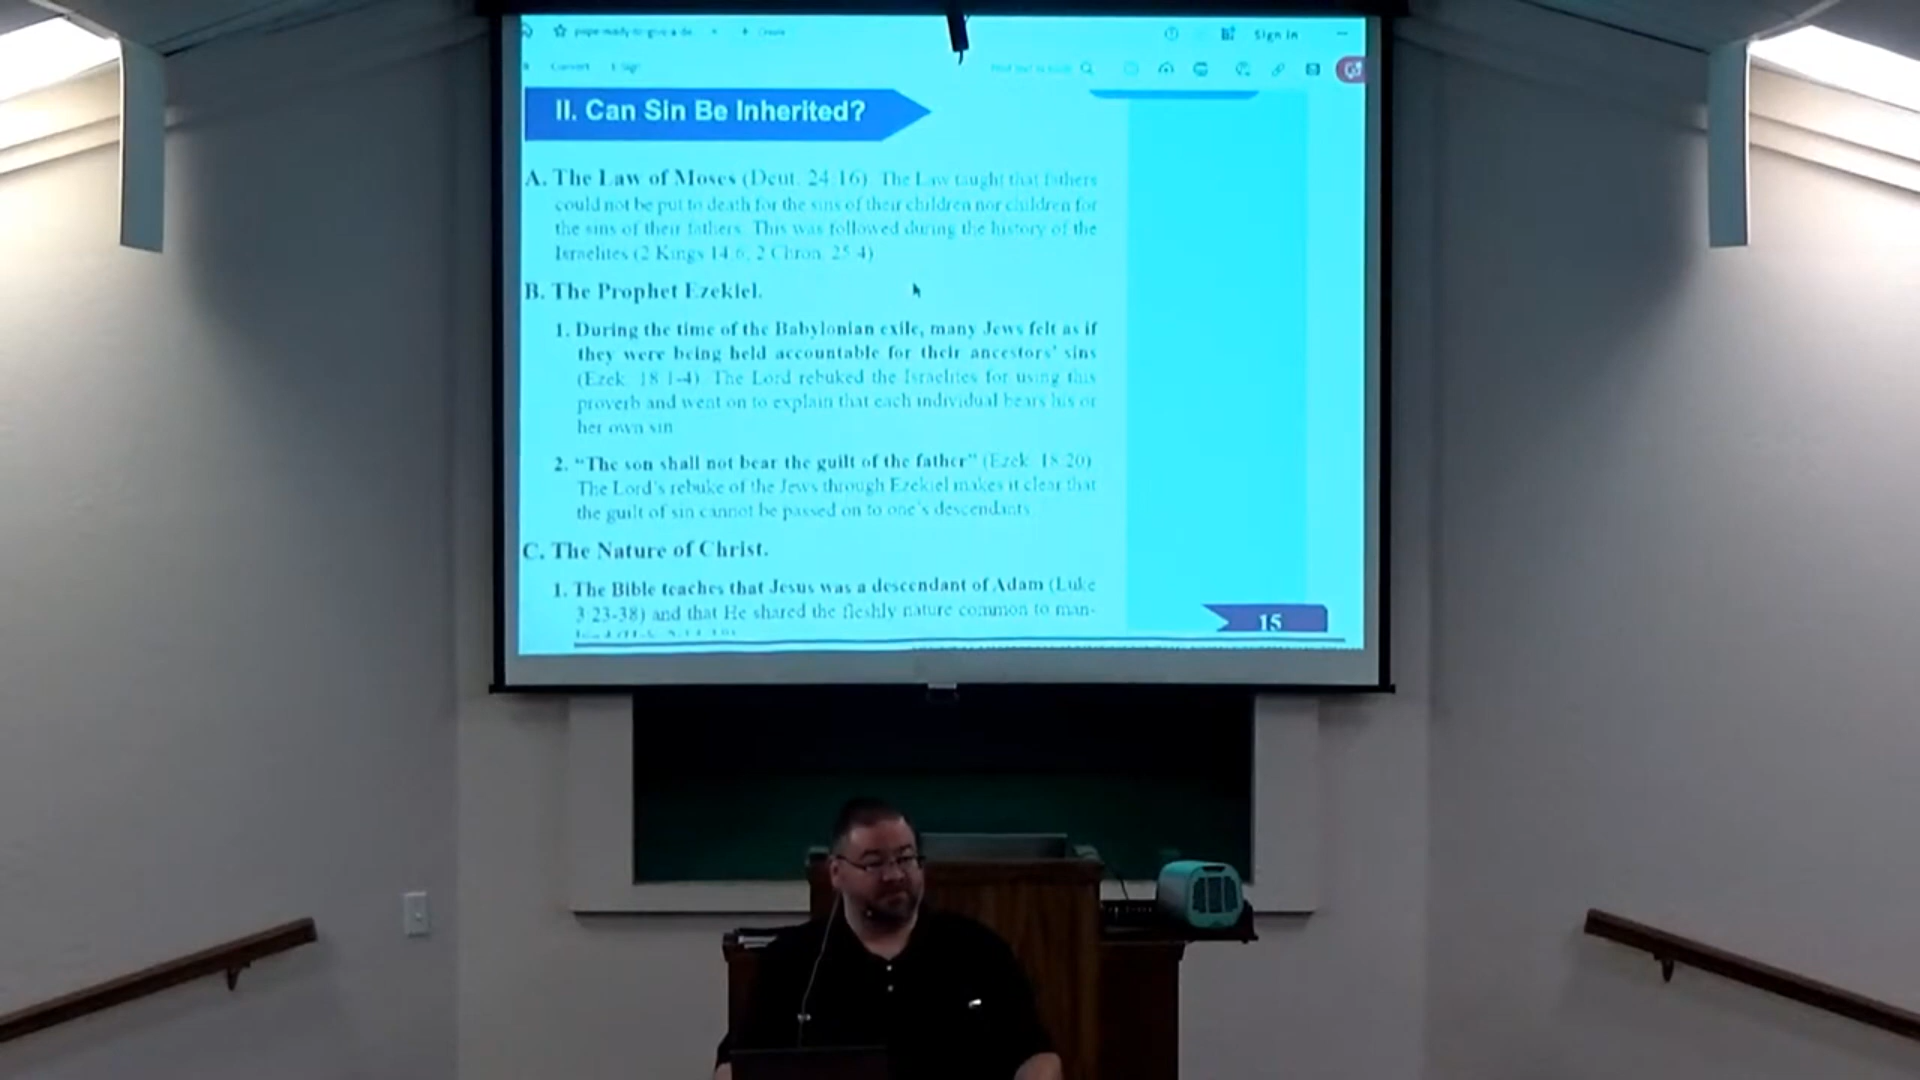 pope ready to give a de
Create
Sign in
Convert
Sign
II. Can Sin Be Inherited?
A. The Law of Moses (Deut. 24:16). The Law taught that fathers
could not be put to death for the sins of their children nor children for
the sins of their fathers. This was followed during the history of the
Israelites (2 Kings 14:6; 2 Chron. 25:4)
B. The Prophet Ezekiel.
1. During the time of the Babylonian exile, many Jews felt as if
they were being held accountable for their ancestors' sins
(Ezek. 18:1-4). The Lord rebuked the Israelites for using this
proverb and went on to explain that each individual bears his or
her own sin
2. “The son shall not bear the guilt of the father” (Ezek. 18:20)
The Lord's rebuke of the Jews through Ezekiel makes it clear that
the guilt of sin cannot be passed on to one's descendants
C. The Nature of Christ.
1. The Bible teaches that Jesus was a descendant of Adam (Luke
3:23-38) and that He shared the fleshly nature common to man-
15